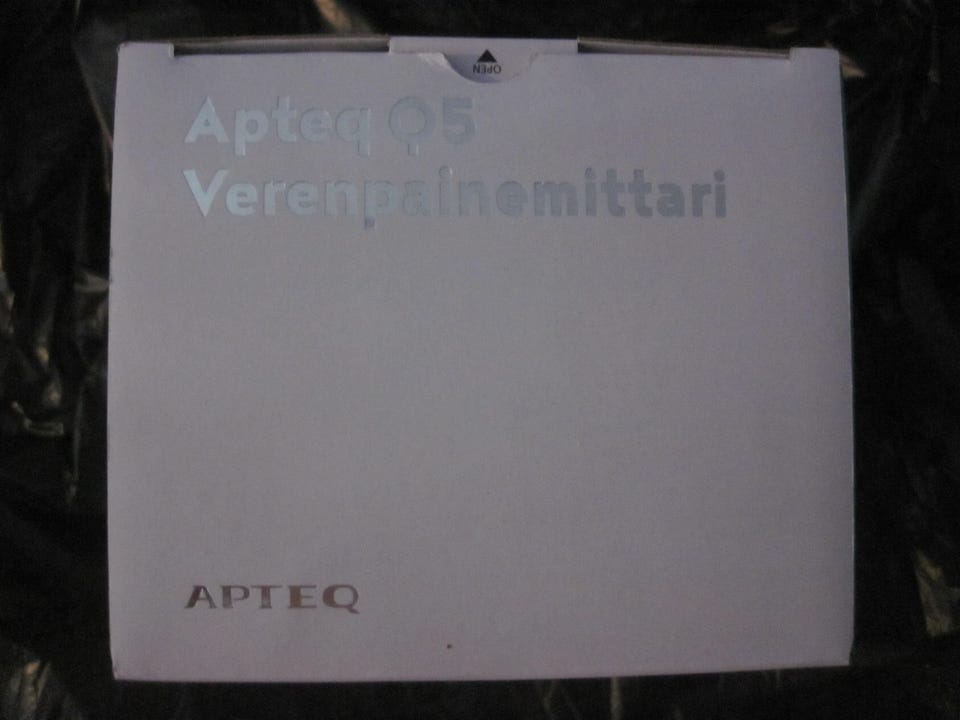 OPEN
Apteq Q5
Verenpainemittari
APTEQ